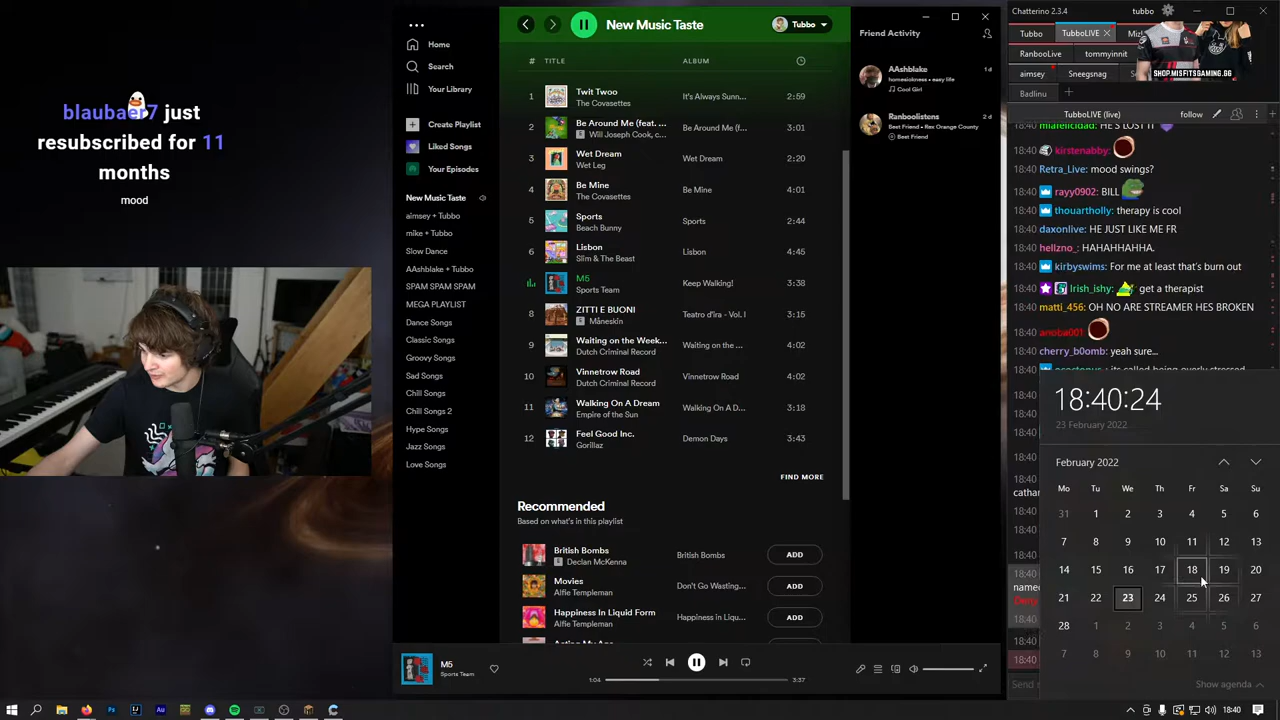 blaubaer7 just
resubscribed for 11
months
mood
Home
Search
Your Library
Create Playlist
Liked Songs
Your Episodes
New Music Taste
aimsey + Tubbo
mike + Tubbo
Slow Dance
AAshblake + Tubbo
SPAM SPAM SPAM
MEGA PLAYLIST
Dance Songs
Classic Songs
Groovy Songs
Sad Songs
Chill Songs
Chill Songs 2
Hype Songs
Jazz Songs
Love Songs
New Music Taste
Tubbo
# TITLE ALBUM
1 Twit Twoo It's Always Sunn... 2:59
The Covasettes
2 Be Around Me (feat. ... Be Around Me (f... 3:01
E Will Joseph Cook, c...
3 Wet Dream Wet Dream 2:20
Wet Leg
4 Be Mine Be Mine 4:01
The Covasettes
5 Sports Sports 2:44
Beach Bunny
6 Lisbon Lisbon 4:45
Slim & The Beast
M5 Keep Walking! 3:38
Sports Team
8 ZITTI E BUONI Teatro d'ira - Vol. I 3:15
E Måneskin
9 Waiting on the Week... Waiting on the ... 4:02
Dutch Criminal Record
10 Vinnetrow Road Vinnetrow Road 4:02
Dutch Criminal Record
11 Walking On A Dream Walking On A D... 3:18
Empire of the Sun
12 Feel Good Inc. Demon Days 3:43
Gorillaz
FIND MORE
Recommended
Based on what's in this playlist
British Bombs British Bombs ADD
E Declan McKenna
Movies Don't Go Wasting... ADD
Alfie Templeman
Happiness In Liquid Form Happiness in Liqu... ADD
Alfie Templeman
M5
Sports Team
1:04 3:37
Friend Activity
AAshblake 1 d
homesickness • easy life
Cool Girl
Ranboolistens 2 d
Best Friend • Rex Orange County
Best Friend
Chatterino 2.3.4 tubbo
Tubbo TubboLIVE
RanbooLive tommyinnit
aimsey Sneegsnag
Badlinu
SHOP.MISFITSGAMING.GG
TubboLIVE (live) follow
miafelicidad: HE'S LOST IT
18:40 kirstenabby:
Retra_Live: mood swings?
18:40 rayy0902: BILL
18:40 thouartholly: therapy is cool
18:40 daxonlive: HE JUST LIKE ME FR
18:40 hellzno_: HAHAHHAHA.
18:40 kirbyswims: For me at least that's burn out
18:40 Irish_ishy: get a therapist
18:40 matti_456: OH NO ARE STREAMER HES BROKEN
18:40 anoba001
18:40 cherry_b0omb: yeah sure...
18:40:24
23 February 2022
February 2022
Mo Tu We Th Fr Sa Su
31 1 2 3 4 5 6
7 8 9 10 11 12 13
14 15 16 17 18 19 20
21 22 23 24 25 26 27
28 1 2 3 4 5 6
7 8 9 10 11 12 13
Show agenda
18:40